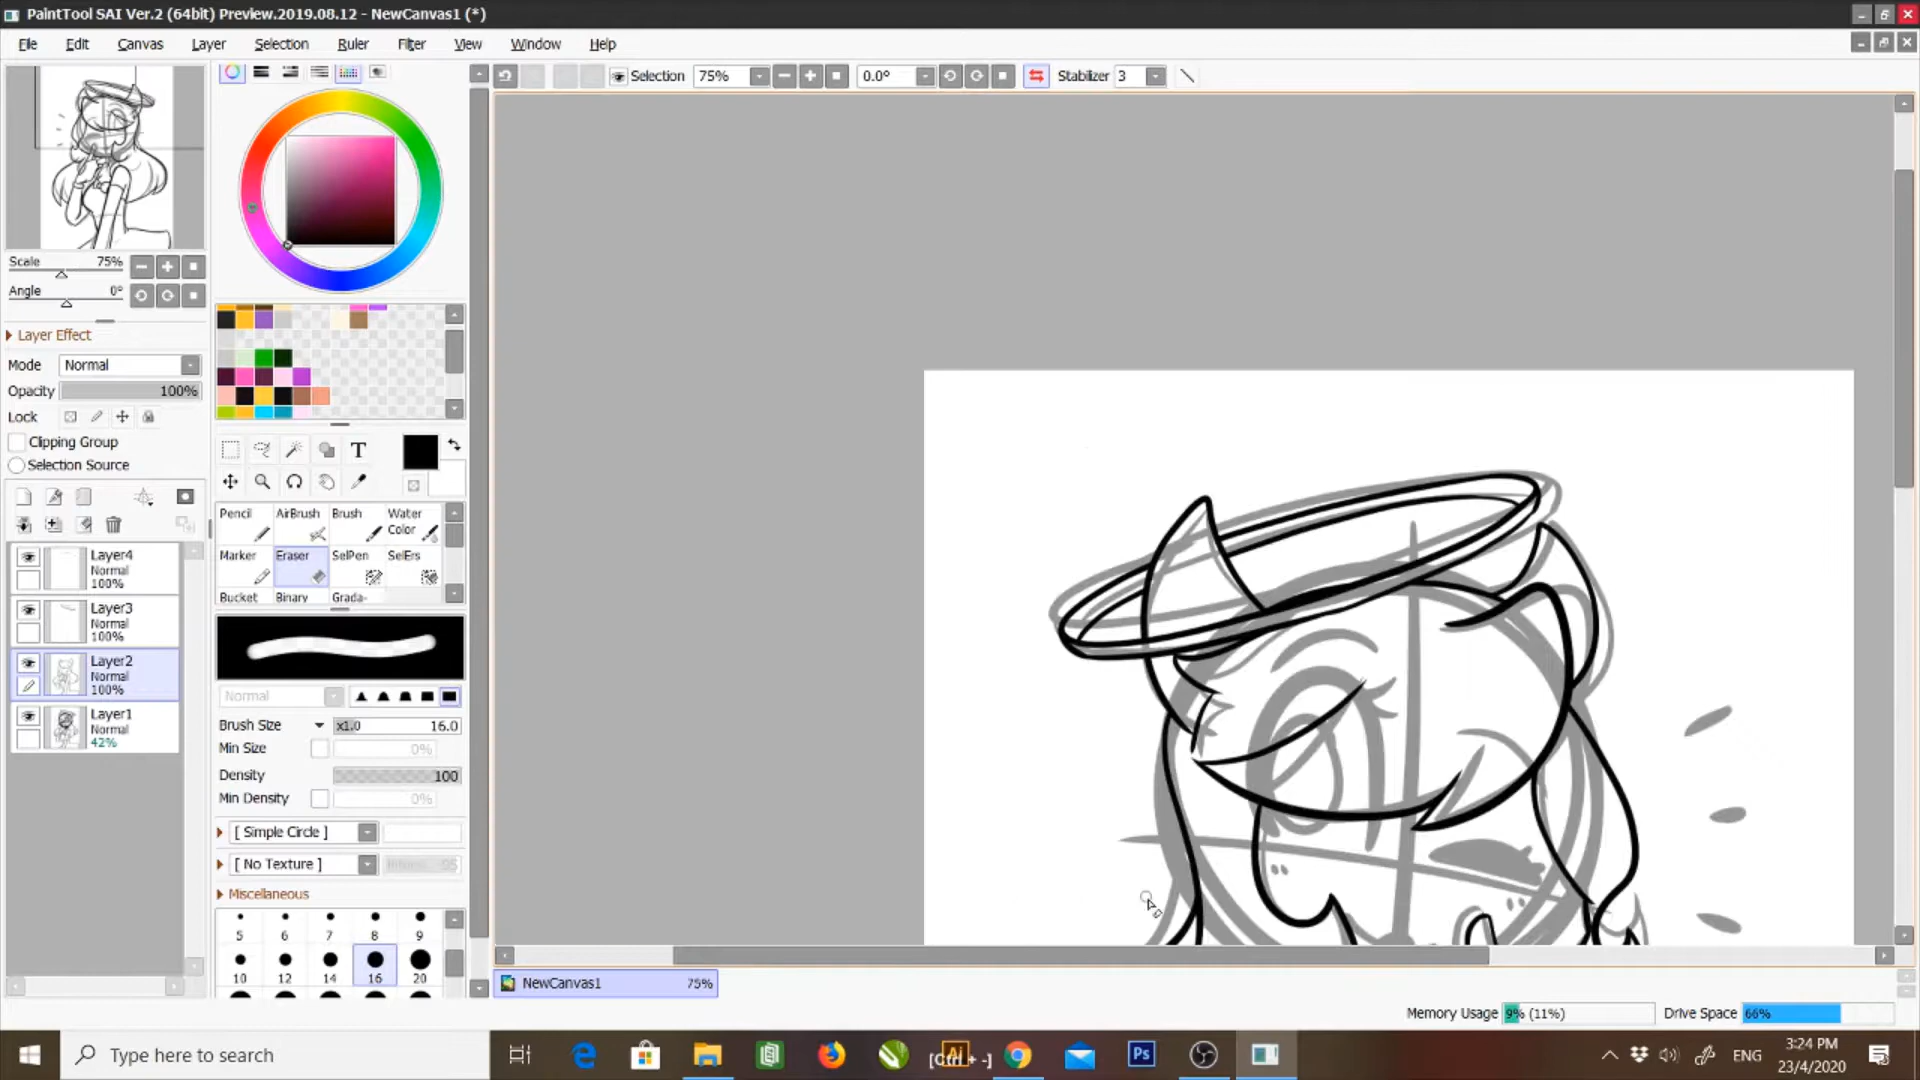 PaintTool SAI Ver.2 (64bit) Preview.2019.08.12 - NewCanvas1 (*)
File Edit Canvas Layer Selection Ruler Filter View Window Help
Selection 75% 0.0° Stabilizer 3
Scale 75%
Angle 0°
Layer Effect
Mode Normal
Opacity 100%
Lock
Clipping Group
Selection Source
Layer4
Normal
100%
Layer3
Normal
100%
Layer2
Normal
100%
Layer1
Normal
42%
T
Pencil AirBrush Brush Water Color
Marker Eraser SelPen SelErs
Bucket Binary Grada-
Normal
Brush Size x1.0 16.0
Min Size 0%
Density 100
Min Density 0%
[ Simple Circle ]
[ No Texture ] 95
Miscellaneous
5 6 7 8 9
10 12 14 16 20
NewCanvas1 75%
Memory Usage 9% (11%) Drive Space 66%
Type here to search
[Ctrl + -]
Ps
ENG
3:24 PM
23/4/2020